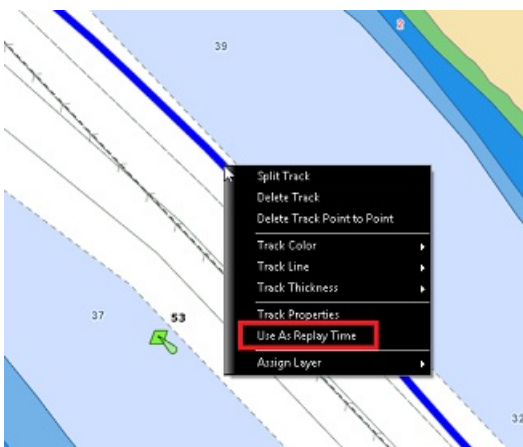 2
39
Split Track
Delete Track
Delete Track Point to Point
Track Color
Track Line
Track Thickness
Track Properties
Use As Replay Time
Assign Layer
37
53
32